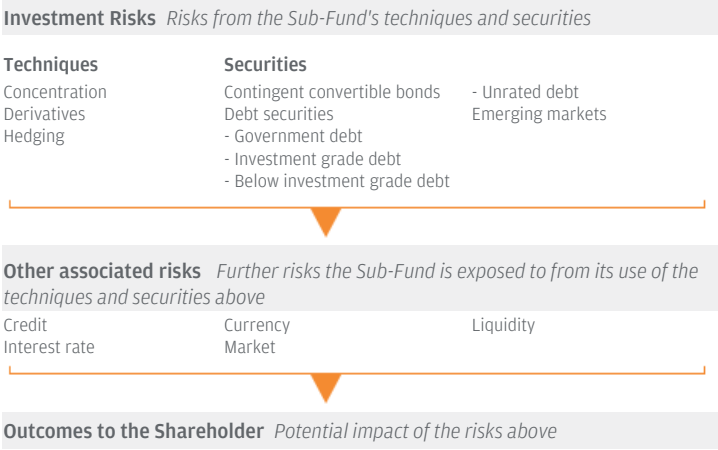 Investment Risks Risks from the Sub-Fund's techniques and securities
Techniques
Concentration
Derivatives
Hedging
Securities
Contingent convertible bonds
Debt securities
- Government debt
- Investment grade debt
- Below investment grade debt
- Unrated debt
Emerging markets
Other associated risks Further risks the Sub-Fund is exposed to from its use of the
techniques and securities above
Credit
Interest rate
Currency
Market
Liquidity
Outcomes to the Shareholder Potential impact of the risks above